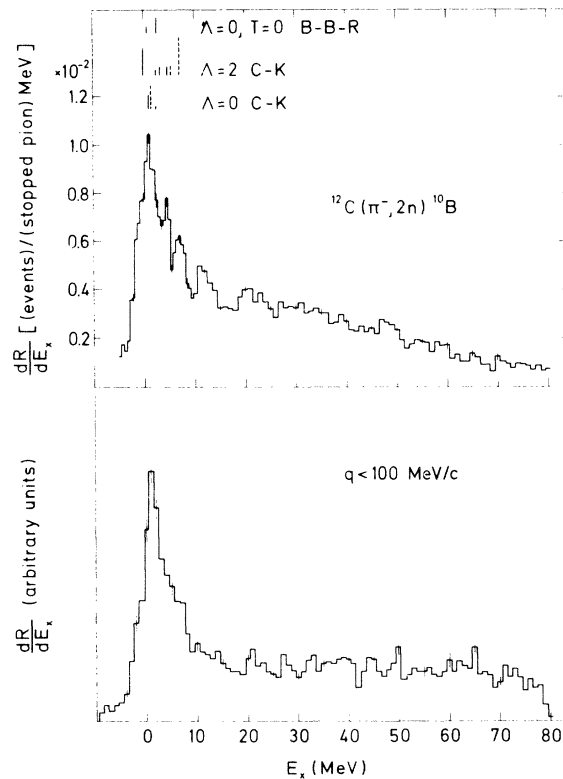 Λ=0, T=0 B-B-R
Λ=2 C-K
Λ=0 C-K
×10⁻²
1.2
1.0
0.8
0.6
0.4
0.2
dR/dEₓ [(events)/(stopped pion) MeV]
¹²C(π⁻,2n)¹⁰B
q<100 MeV/c
dR/dEₓ (arbitrary units)
0 10 20 30 40 50 60 70 80
Eₓ (MeV)